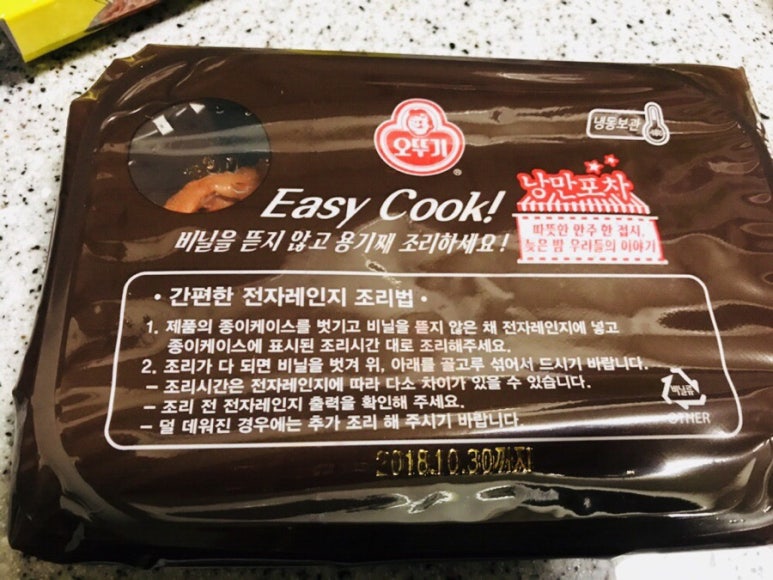 오뚜기
®
냉동보관
Easy Cook!
비닐을 뜯지 않고 용기째 조리하세요!
낭만포차
따뜻한 안주 한 접시,
늦은 밤 우리들의 이야기
• 간편한 전자레인지 조리법 •
1. 제품의 종이케이스를 벗기고 비닐을 뜯지 않은 채 전자레인지에 넣고
종이케이스에 표시된 조리시간 대로 조리해주세요.
2. 조리가 다 되면 비닐을 벗겨 위, 아래를 골고루 섞어서 드시기 바랍니다.
– 조리시간은 전자레인지에 따라 다소 차이가 있을 수 있습니다.
– 조리 전 전자레인지 출력을 확인해 주세요.
– 덜 데워진 경우에는 추가 조리 해 주시기 바랍니다.
비닐류
OTHER
2018.10.30까지